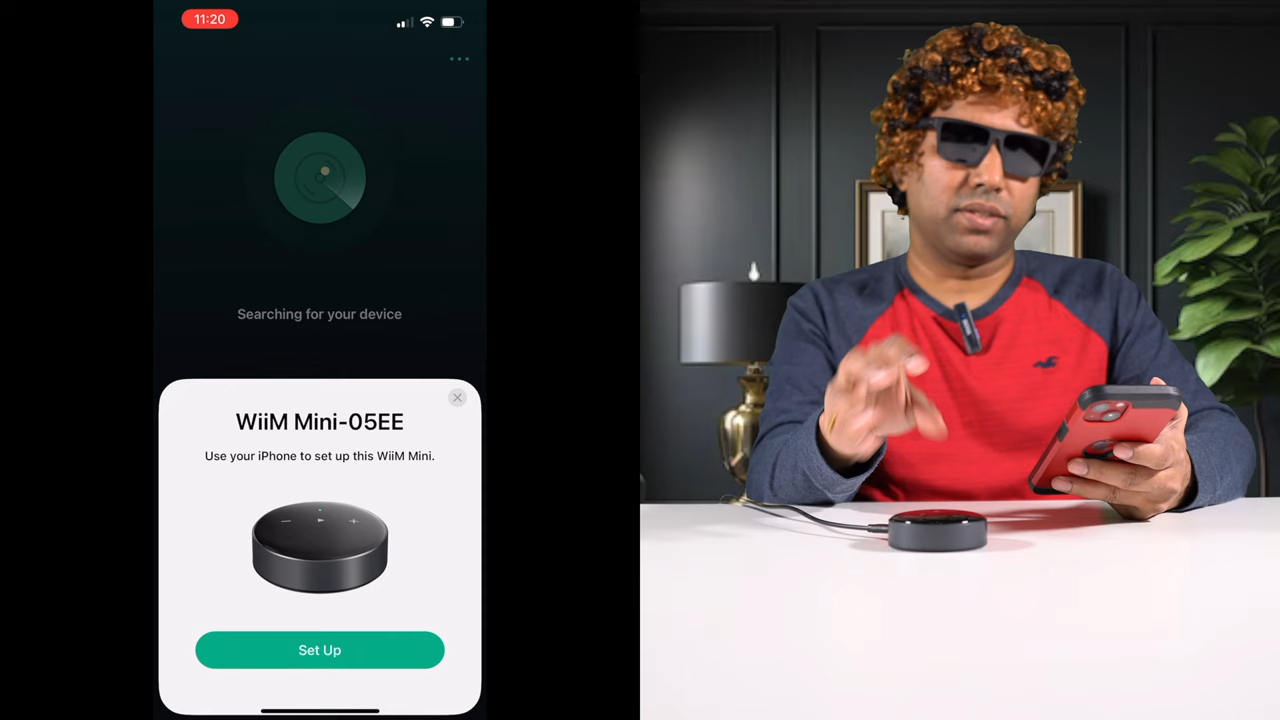 11:20
Searching for your device
WiiM Mini-05EE
Use your iPhone to set up this WiiM Mini.
Set Up